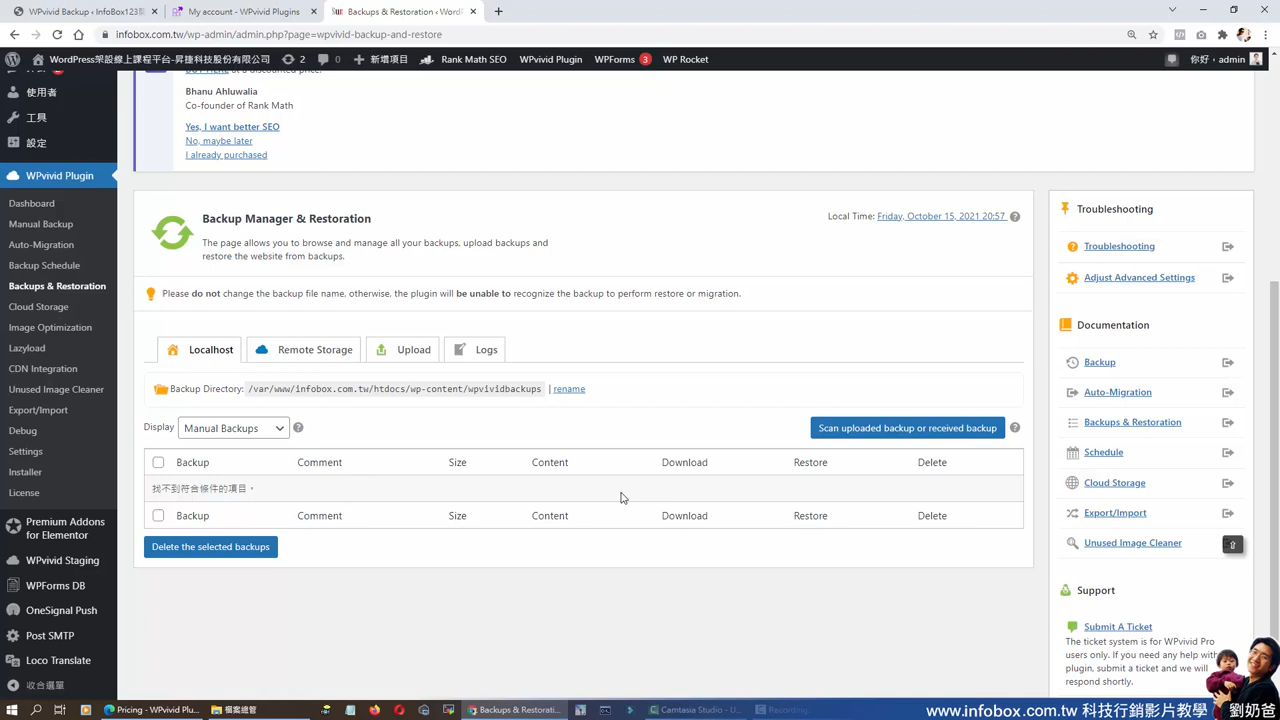 WPvivid Backup ‹ InfoBox123
My account - WPvivid Plugins
Backups & Restoration ‹ WordPr
infobox.com.tw/wp-admin/admin.php?page=wpvivid-backup-and-restore
WordPress架設線上課程平台-昇捷科技股份有限公司
2
0
新增項目
Rank Math SEO
WPvivid Plugin
WPForms 3
WP Rocket
你好，admin
使用者
工具
設定
WPvivid Plugin
Dashboard
Manual Backup
Auto-Migration
Backup Schedule
Backups & Restoration
Cloud Storage
Image Optimization
Lazyload
CDN Integration
Unused Image Cleaner
Export/Import
Debug
Settings
Installer
License
Premium Addons
for Elementor
WPvivid Staging
WPForms DB
OneSignal Push
Post SMTP
Loco Translate
收合選單
BUY HERE at a discounted price.
Bhanu Ahluwalia
Co-founder of Rank Math
Yes, I want better SEO
No, maybe later
I already purchased
Backup Manager & Restoration
The page allows you to browse and manage all your backups, upload backups and
restore the website from backups.
Local Time: Friday, October 15, 2021 20:57
Please do not change the backup file name, otherwise, the plugin will be unable to recognize the backup to perform restore or migration.
Localhost
Remote Storage
Upload
Logs
Backup Directory: /var/www/infobox.com.tw/htdocs/wp-content/wpvividbackups | rename
Display Manual Backups
Scan uploaded backup or received backup
Backup Comment Size Content Download Restore Delete
找不到符合條件的項目。
Backup Comment Size Content Download Restore Delete
Delete the selected backups
Troubleshooting
Troubleshooting
Adjust Advanced Settings
Documentation
Backup
Auto-Migration
Backups & Restoration
Schedule
Cloud Storage
Export/Import
Unused Image Cleaner
Support
Submit A Ticket
The ticket system is for WPvivid Pro
users only. If you need any help with
plugin, submit a ticket and we will
respond shortly.
Pricing - WPvivid Plu...
檔案總管
Backups & Restorati...
Camtasia Studio - U...
Recording...
www.infobox.com.tw 科技行銷影片教學
劉奶爸